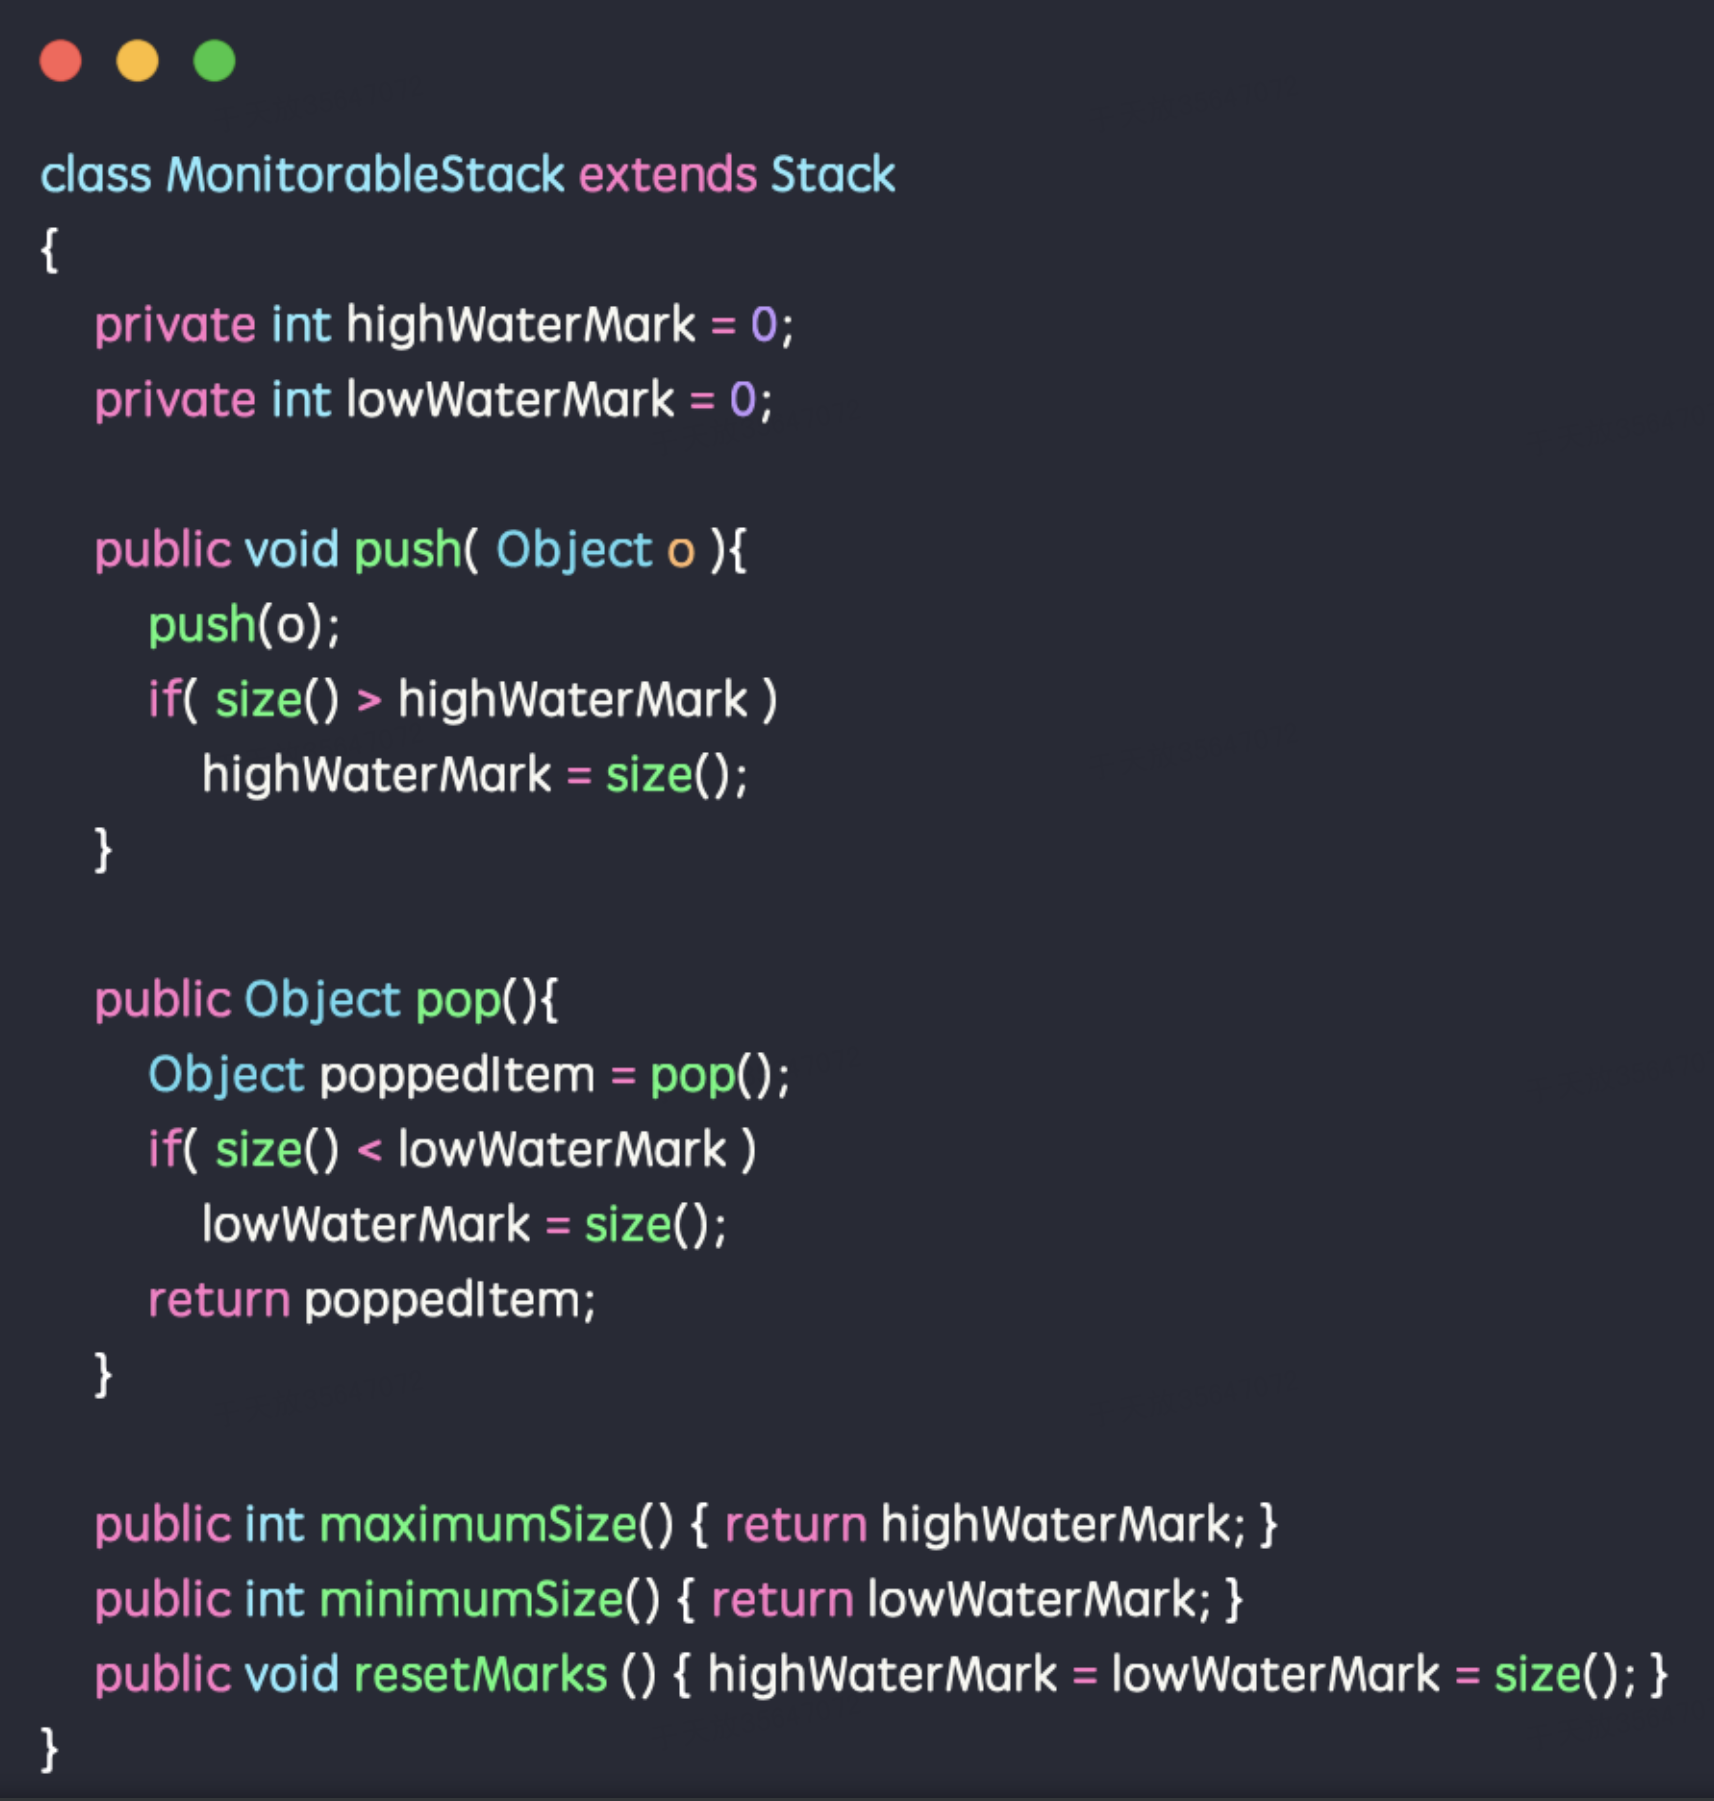 class MonitorableStack extends Stack
{
private int highWaterMark = 0;
private int lowWaterMark = 0;
public void push( Object o ){
push(o);
if( size() > highWaterMark )
highWaterMark = size();
}
public Object pop(){
Object poppedItem = pop();
if( size() < lowWaterMark )
lowWaterMark = size();
return poppedItem;
}
public int maximumSize() { return highWaterMark; }
public int minimumSize() { return lowWaterMark; }
public void resetMarks () { highWaterMark = lowWaterMark = size(); }
}